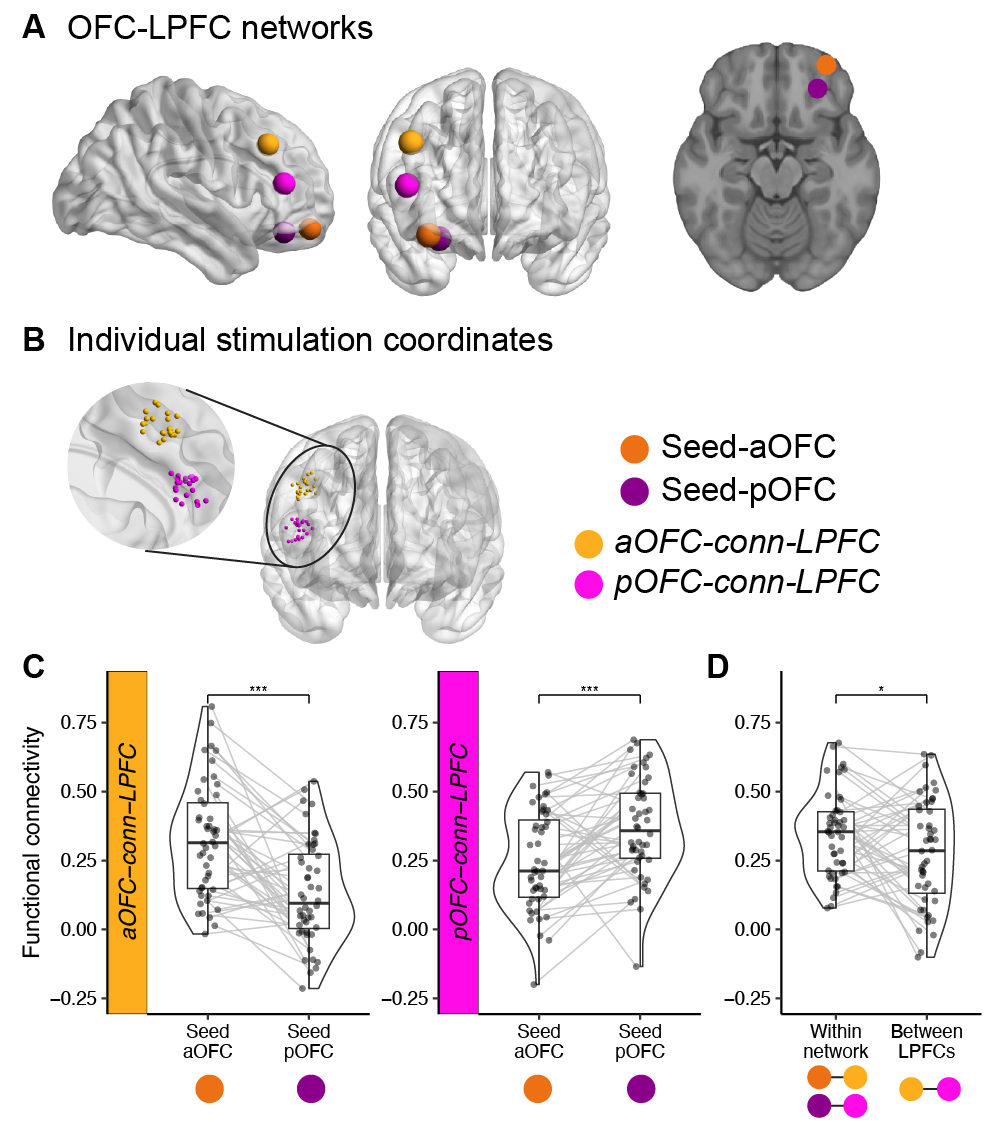 A OFC-LPFC networks
B Individual stimulation coordinates
Seed-aOFC
Seed-pOFC
aOFC-conn-LPFC
pOFC-conn-LPFC
C
Functional connectivity
0.75
0.50
0.25
0.00
−0.25
aOFC−conn−LPFC
***
Seed
aOFC
Seed
pOFC
0.75
0.50
0.25
0.00
−0.25
pOFC−conn−LPFC
***
Seed
aOFC
Seed
pOFC
D
0.75
0.50
0.25
0.00
−0.25
*
Within
network
Between
LPFCs